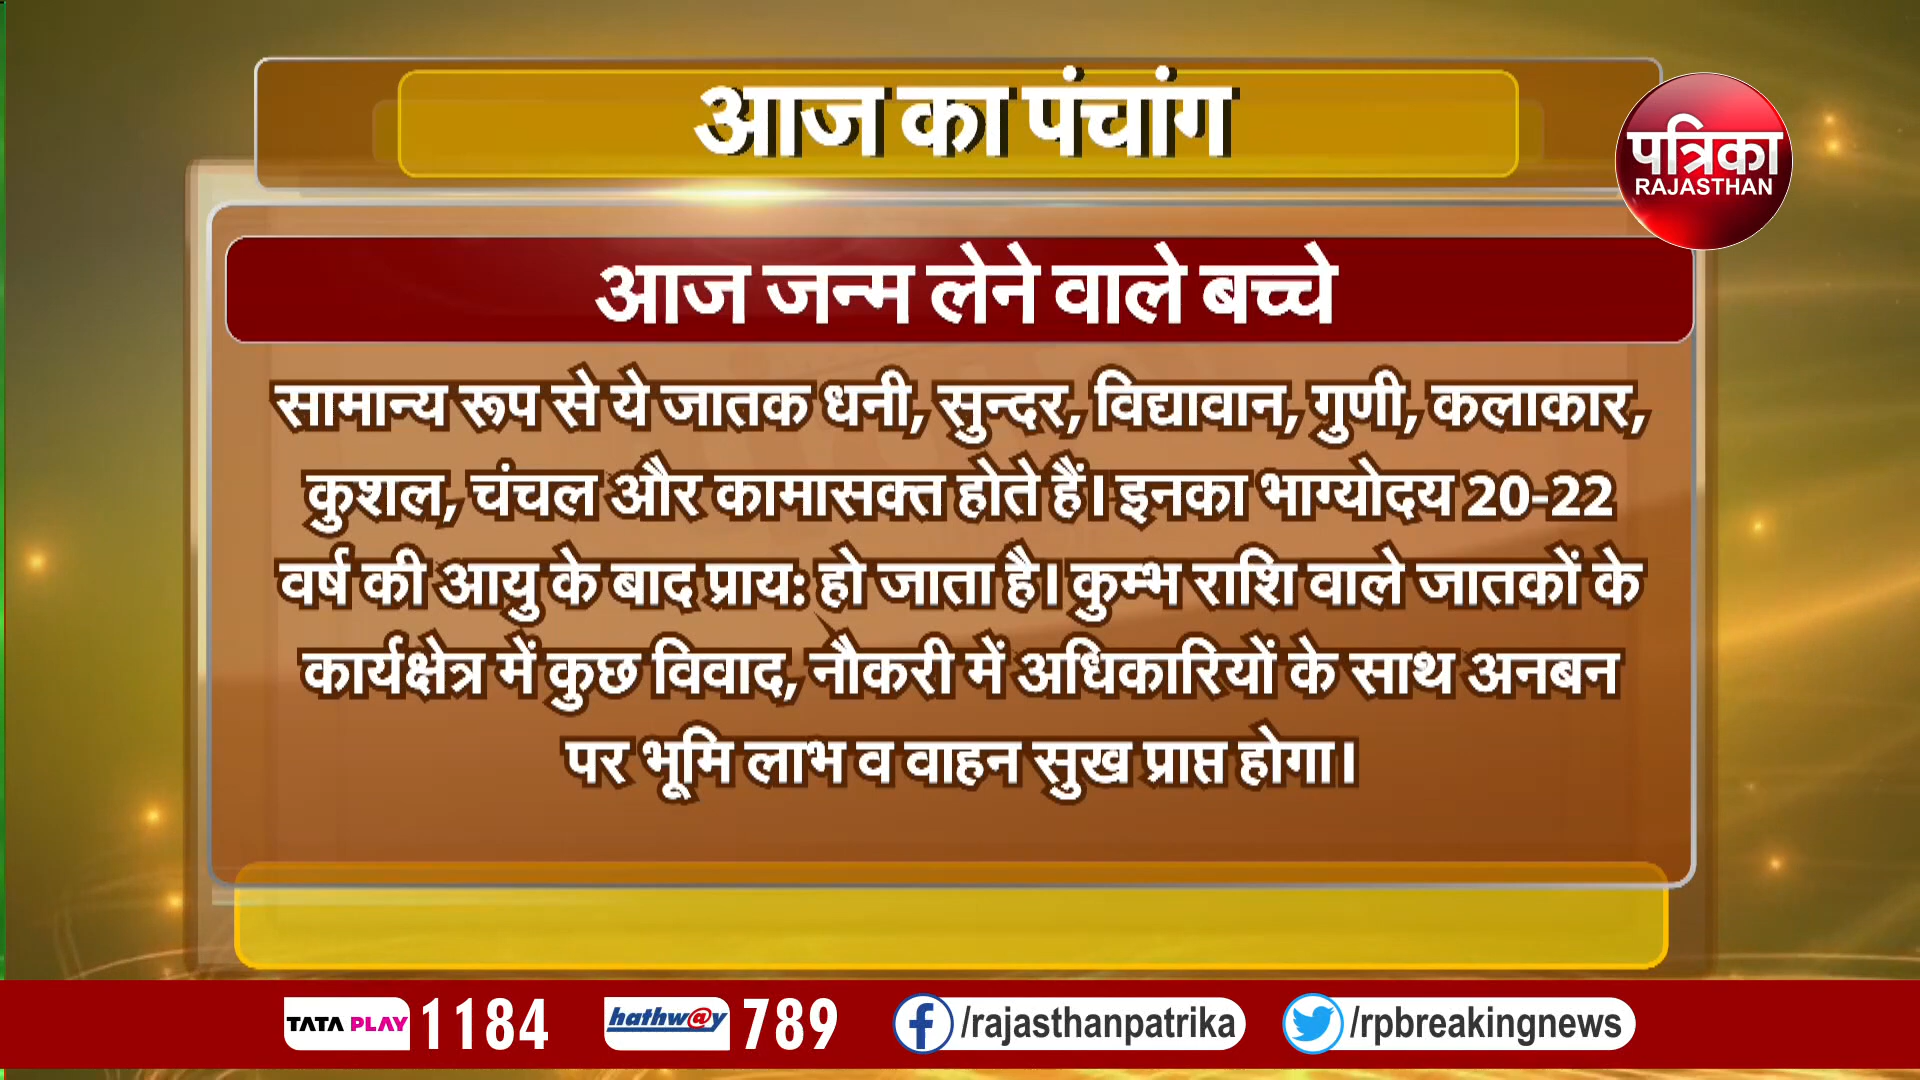 आज का पंचांग
पत्रिका
RAJASTHAN
आज जन्म लेने वाले बच्चे
सामान्य रूप से ये जातक धनी, सुन्दर, विद्यावान, गुणी, कलाकार,
कुशल, चंचल और कामासक्त होते हैं। इनका भाग्योदय 20-22
वर्ष की आयु के बाद प्राय: हो जाता है। कुम्भ राशि वाले जातकों के
कार्यक्षेत्र में कुछ विवाद, नौकरी में अधिकारियों के साथ अनबन
पर भूमि लाभ व वाहन सुख प्राप्त होगा।
TATA PLAY 1184 hathw@y 789 /rajasthanpatrika /rpbreakingnews